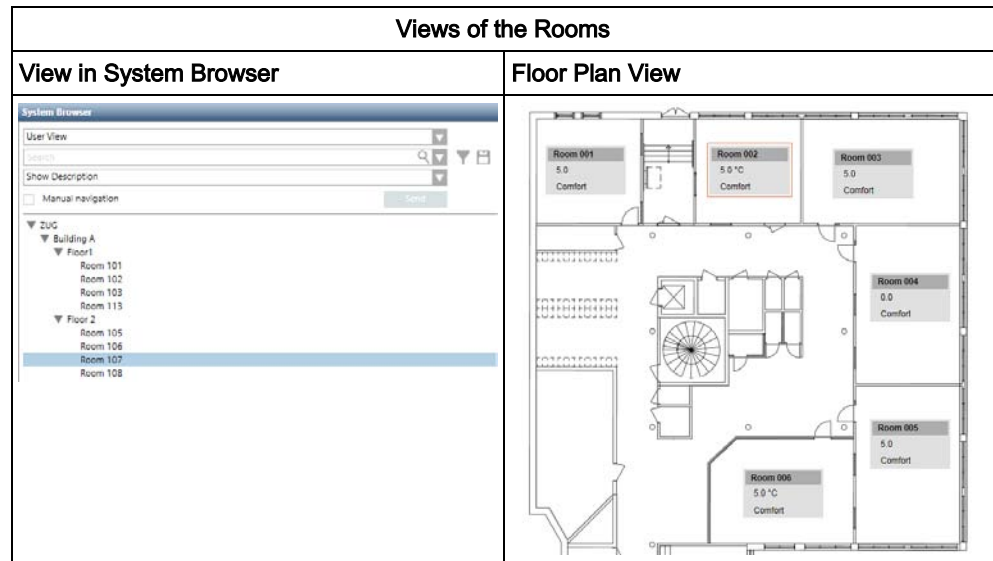 Views of the Rooms
View in System Browser
Floor Plan View
System Browser
User View
Search
Show Description
Manual navigation
Send
ZUG
Building A
Floor1
Room 101
Room 102
Room 103
Room 113
Floor 2
Room 105
Room 106
Room 107
Room 108
Room 001
5.0
Comfort
Room 002
5.0 °C
Comfort
Room 003
5.0
Comfort
Room 004
0.0
Comfort
Room 005
5.0
Comfort
Room 006
5.0 °C
Comfort